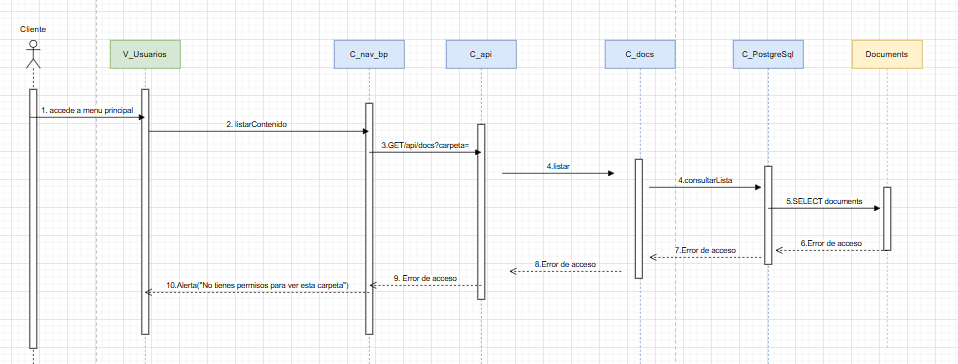 Cliente
V_Usuarios
C_nav_bp
C_api
C_docs
C_PostgreSql
Documents
1. accede a menu principal
2. listarContenido
3.GET/api/docs?carpeta=
4.listar
4.consultarLista
5.SELECT documents
6.Error de acceso
7.Error de acceso
8.Error de acceso
9. Error de acceso
10.Alerta("No tienes permisos para ver esta carpeta")